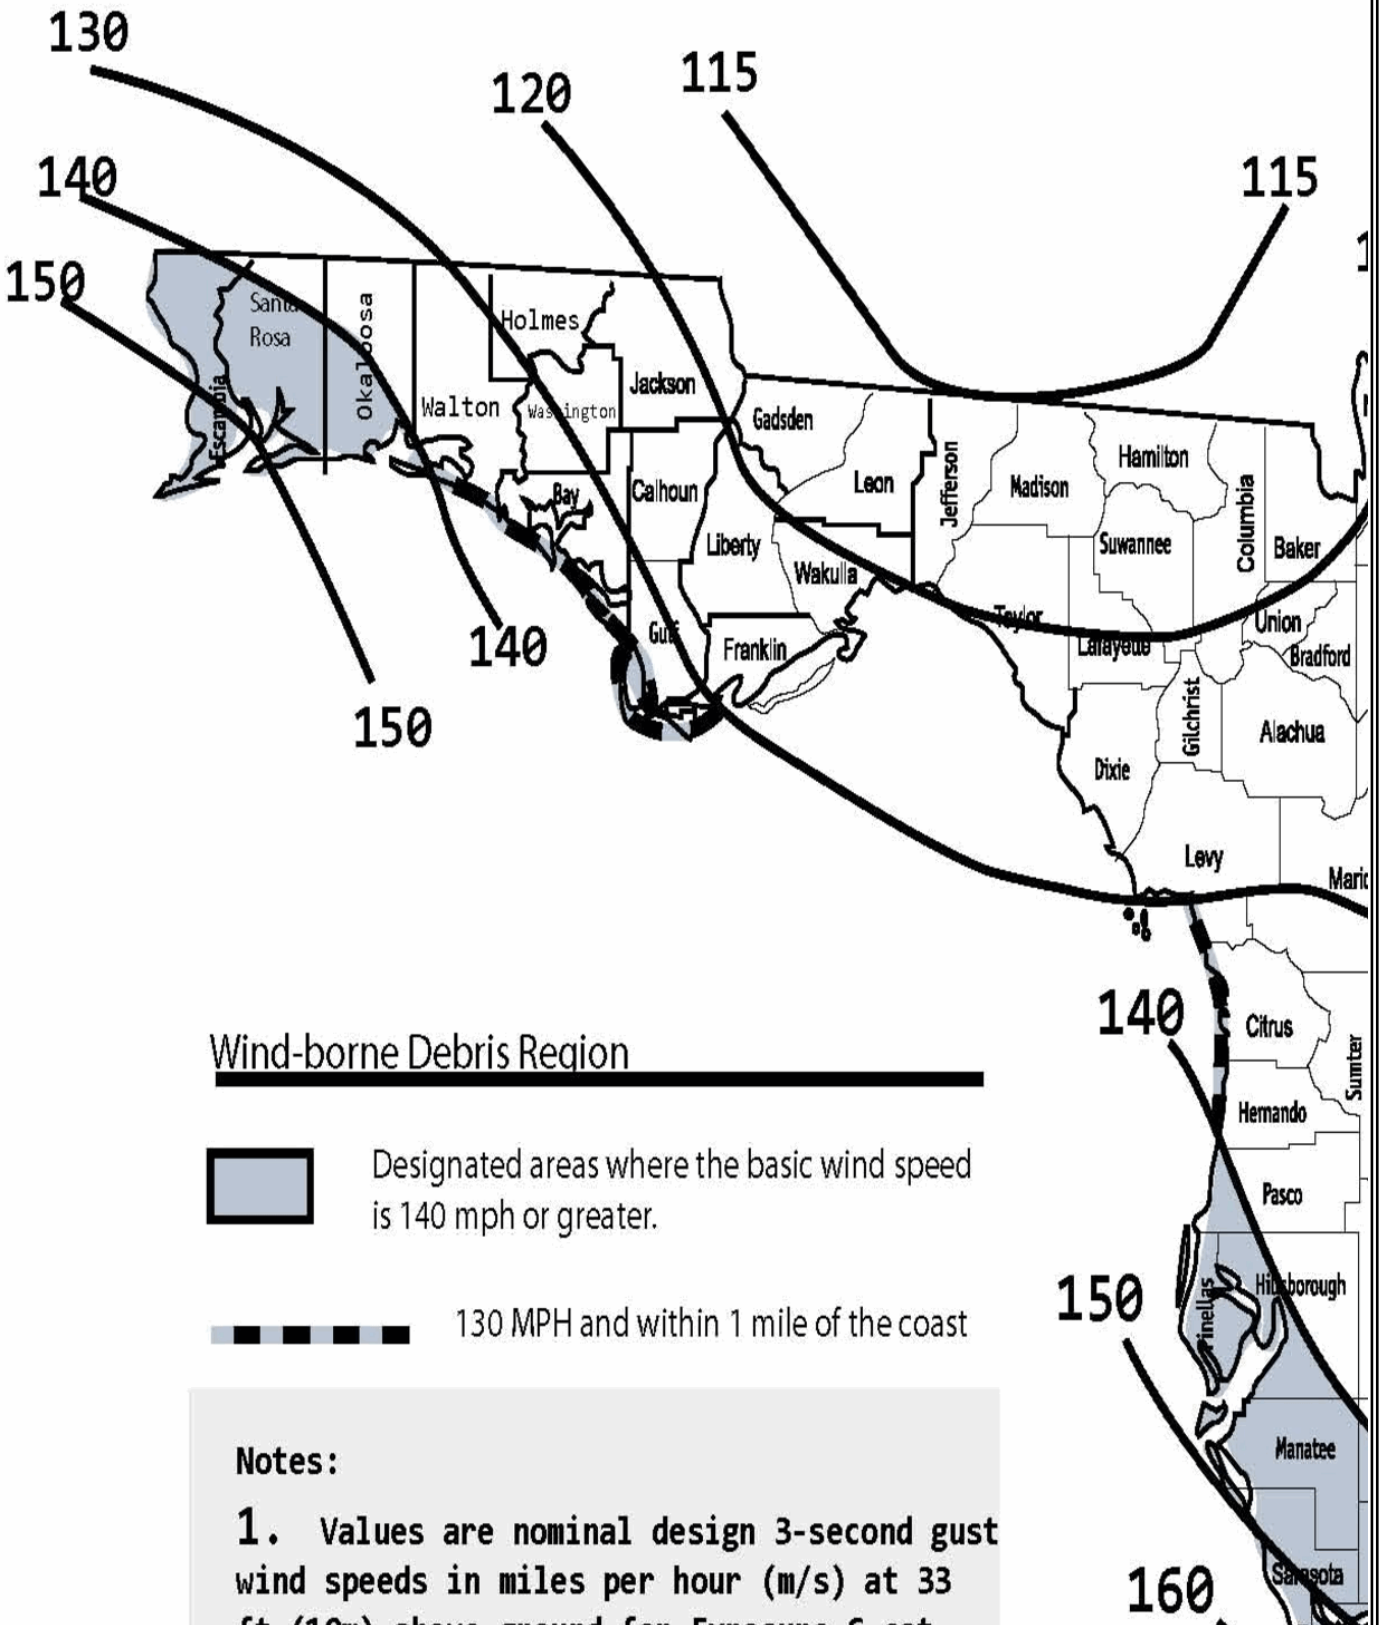 130
120
115
140
115
150
Santa
Rosa
Okaloosa
Holmes
Escambia
Walton
Washington
Jackson
Gadsden
Bay
Calhoun
Leon
Jefferson
Madison
Hamilton
Columbia
Suwannee
Baker
Liberty
Wakulla
Gulf
Franklin
Taylor
Lafayette
Union
Bradford
140
150
Gilchrist
Alachua
Dixie
Levy
Mario
140
Citrus
Sumter
Hernando
Pasco
150
Pinellas
Hillsborough
Manatee
Sarasota
160
Wind-borne Debris Region
Designated areas where the basic wind speed
is 140 mph or greater.
130 MPH and within 1 mile of the coast
Notes:
1. Values are nominal design 3-second gust
wind speeds in miles per hour (m/s) at 33